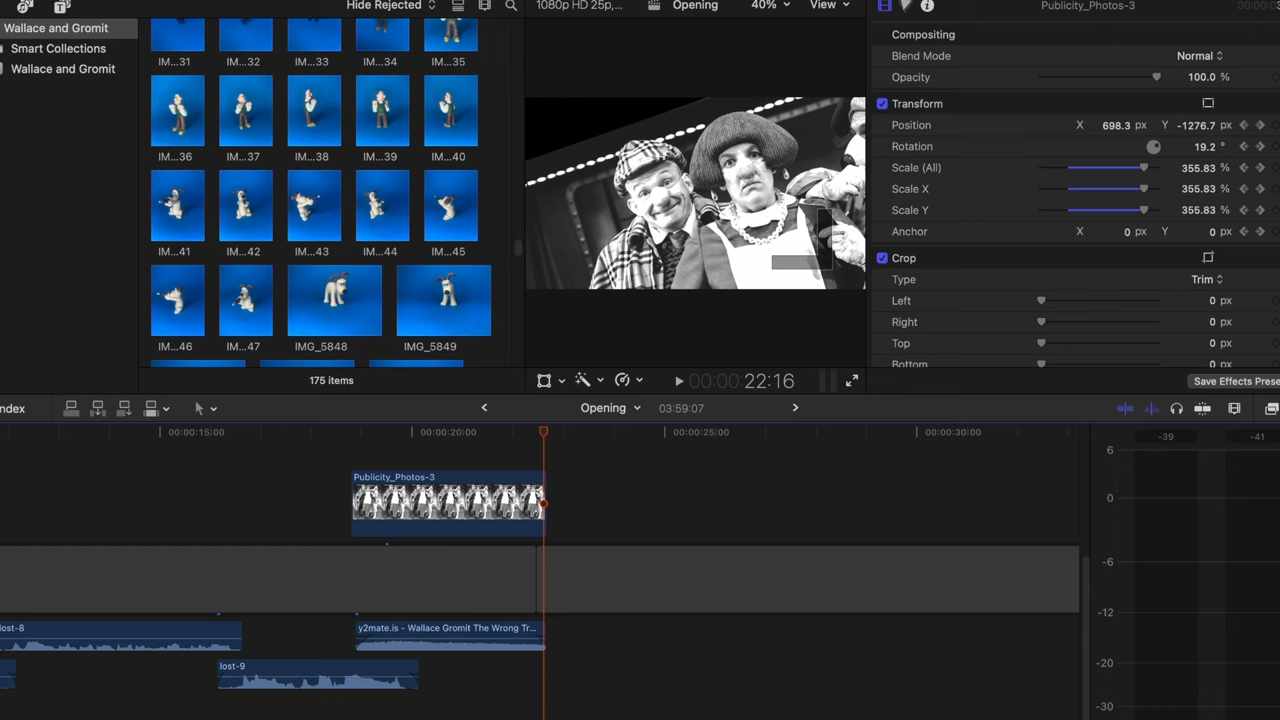 Hide Rejected
1080p HD 25p,...
Opening
40%
View
Publicity_Photos-3
Wallace and Gromit
Smart Collections
Wallace and Gromit
IM...31
IM...32
IM...33
IM...34
IM...35
IM...36
IM...37
IM...38
IM...39
IM...40
IM...41
IM...42
IM...43
IM...44
IM...45
IM...46
IM...47
IMG_5848
IMG_5849
175 items
00:00:22:16
Compositing
Blend Mode Normal
Opacity 100.0 %
Transform
Position X 698.3 px Y -1276.7 px
Rotation 19.2 °
Scale (All) 355.83 %
Scale X 355.83 %
Scale Y 355.83 %
Anchor X 0 px Y 0 px
Crop
Type Trim
Left 0 px
Right 0 px
Top 0 px
Bottom
Save Effects Prese
ndex
Opening
03:59:07
00:00:15:00
00:00:20:00
00:00:25:00
00:00:30:00
-39
-41
Publicity_Photos-3
lost-8
y2mate.is - Wallace Gromit The Wrong Tr...
lost-9
6
0
-6
-12
-20
-30